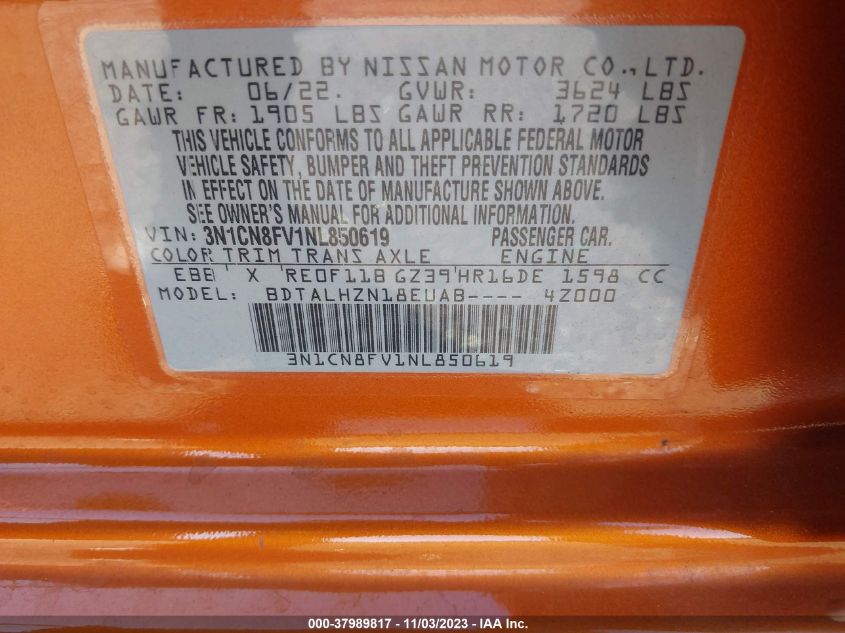 MANUFACTURED BY NISSAN MOTOR CO., LTD.
DATE: 06/22. GVWR: 3624 LBS
GAWR FR: 1905 LBS GAWR RR: 1720 LBS
THIS VEHICLE CONFORMS TO ALL APPLICABLE FEDERAL MOTOR
VEHICLE SAFETY, BUMPER AND THEFT PREVENTION STANDARDS
IN EFFECT ON THE DATE OF MANUFACTURE SHOWN ABOVE.
SEE OWNER'S MANUAL FOR ADDITIONAL INFORMATION.
VIN: 3N1CN8FV1NL850619 PASSENGER CAR.
COLOR TRIM TRANS AXLE ENGINE
EBB X RE0F11B GZ39 HR16DE 1598 CC
MODEL: BDTALHZN18EUAB---- 4Z000
3N1CN8FV1NL850619
000-37989817 - 11/03/2023 - IAAI.com